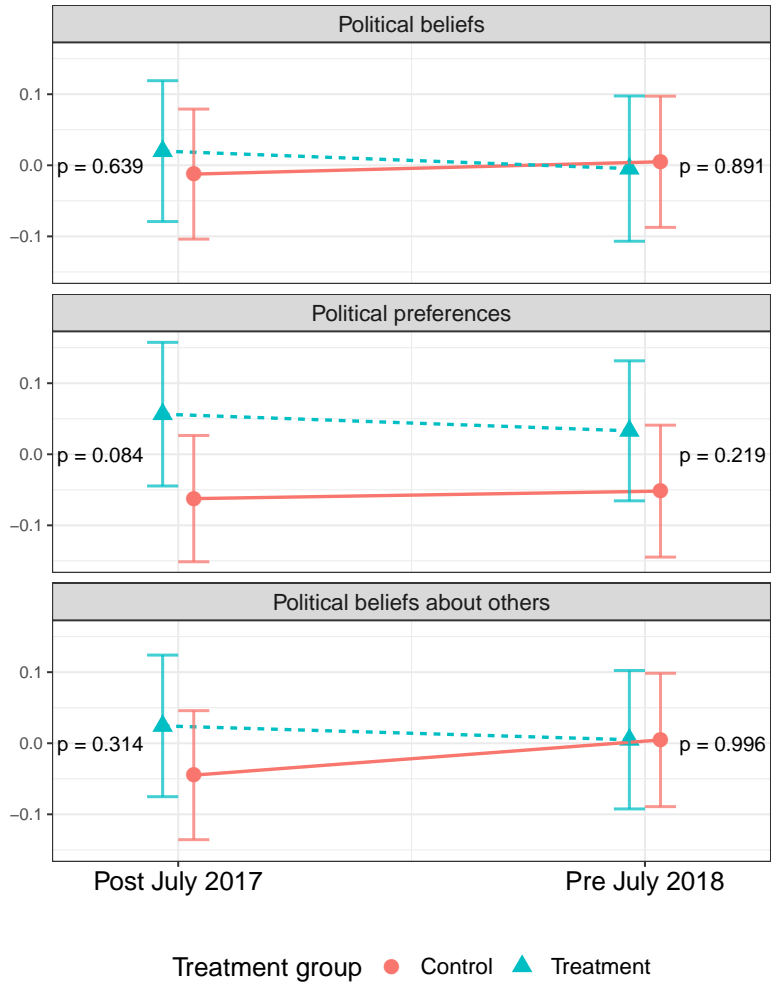 Political beliefs
0.1
0.0
−0.1
p = 0.639
p = 0.891
Political preferences
0.1
0.0
−0.1
p = 0.084
p = 0.219
Political beliefs about others
0.1
0.0
−0.1
p = 0.314
p = 0.996
Post July 2017
Pre July 2018
Treatment group Control Treatment